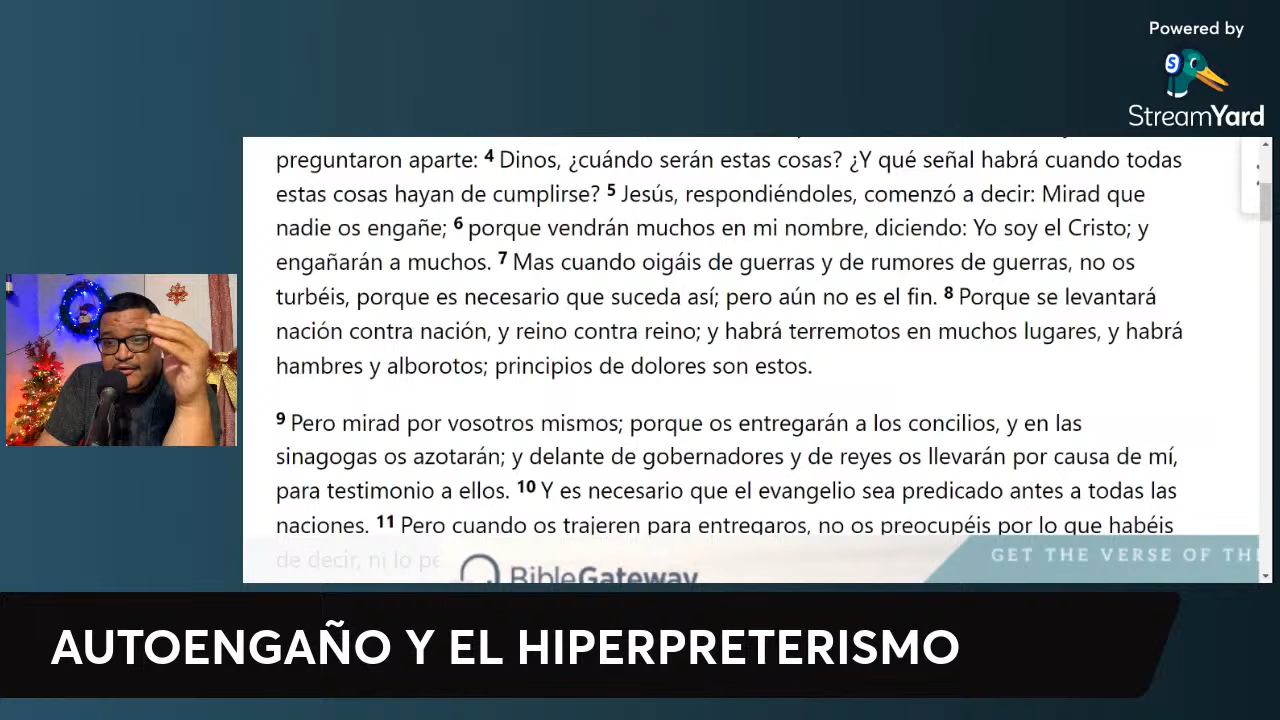 Powered by
StreamYard
preguntaron aparte: 4 Dinos, ¿cuándo serán estas cosas? ¿Y qué señal habrá cuando todas
estas cosas hayan de cumplirse? 5 Jesús, respondiéndoles, comenzó a decir: Mirad que
nadie os engañe; 6 porque vendrán muchos en mi nombre, diciendo: Yo soy el Cristo; y
engañarán a muchos. 7 Mas cuando oigáis de guerras y de rumores de guerras, no os
turbéis, porque es necesario que suceda así; pero aún no es el fin. 8 Porque se levantará
nación contra nación, y reino contra reino; y habrá terremotos en muchos lugares, y habrá
hambres y alborotos; principios de dolores son estos.
9 Pero mirad por vosotros mismos; porque os entregarán a los concilios, y en las
sinagogas os azotarán; y delante de gobernadores y de reyes os llevarán por causa de mí,
para testimonio a ellos. 10 Y es necesario que el evangelio sea predicado antes a todas las
naciones. 11 Pero cuando os trajeren para entregaros, no os preocupéis por lo que habéis
de decir, ni lo
BibleGateway
GET THE VERSE OF
AUTOENGAÑO Y EL HIPERPRETERISMO